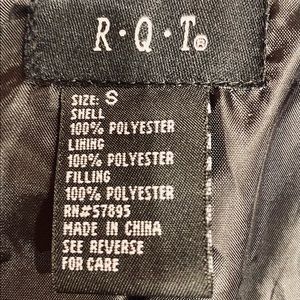 R·Q·T®
SIZE: S
SHELL
100% POLYESTER
LINING
100% POLYESTER
FILLING
100% POLYESTER
RN#57895
MADE IN CHINA
SEE REVERSE
FOR CARE